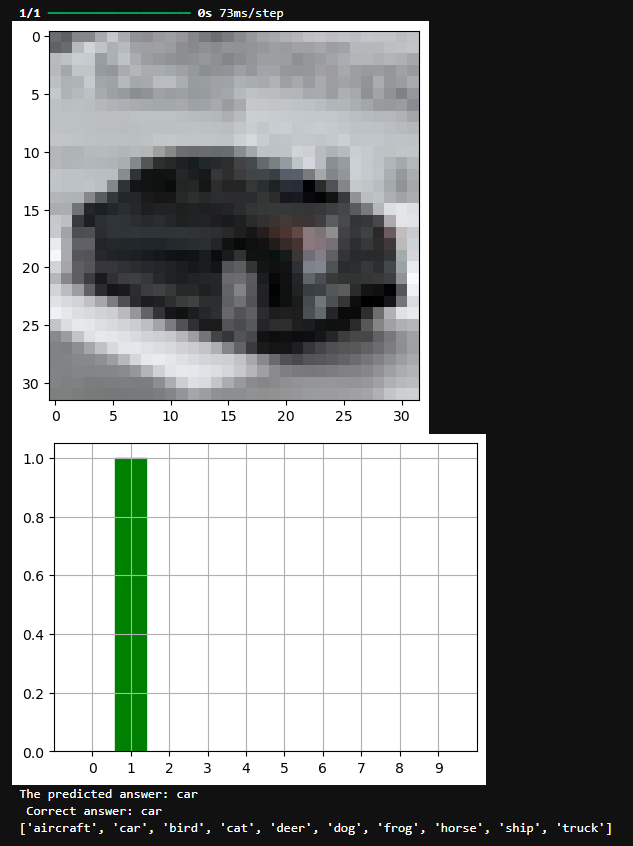 1/1 ━━━━━━━━━━━━━━━━━━━━ 0s 73ms/step
0
5
10
15
20
25
30
0 5 10 15 20 25 30
1.0
0.8
0.6
0.4
0.2
0.0
0 1 2 3 4 5 6 7 8 9
The predicted answer: car
Correct answer: car
['aircraft', 'car', 'bird', 'cat', 'deer', 'dog', 'frog', 'horse', 'ship', 'truck']